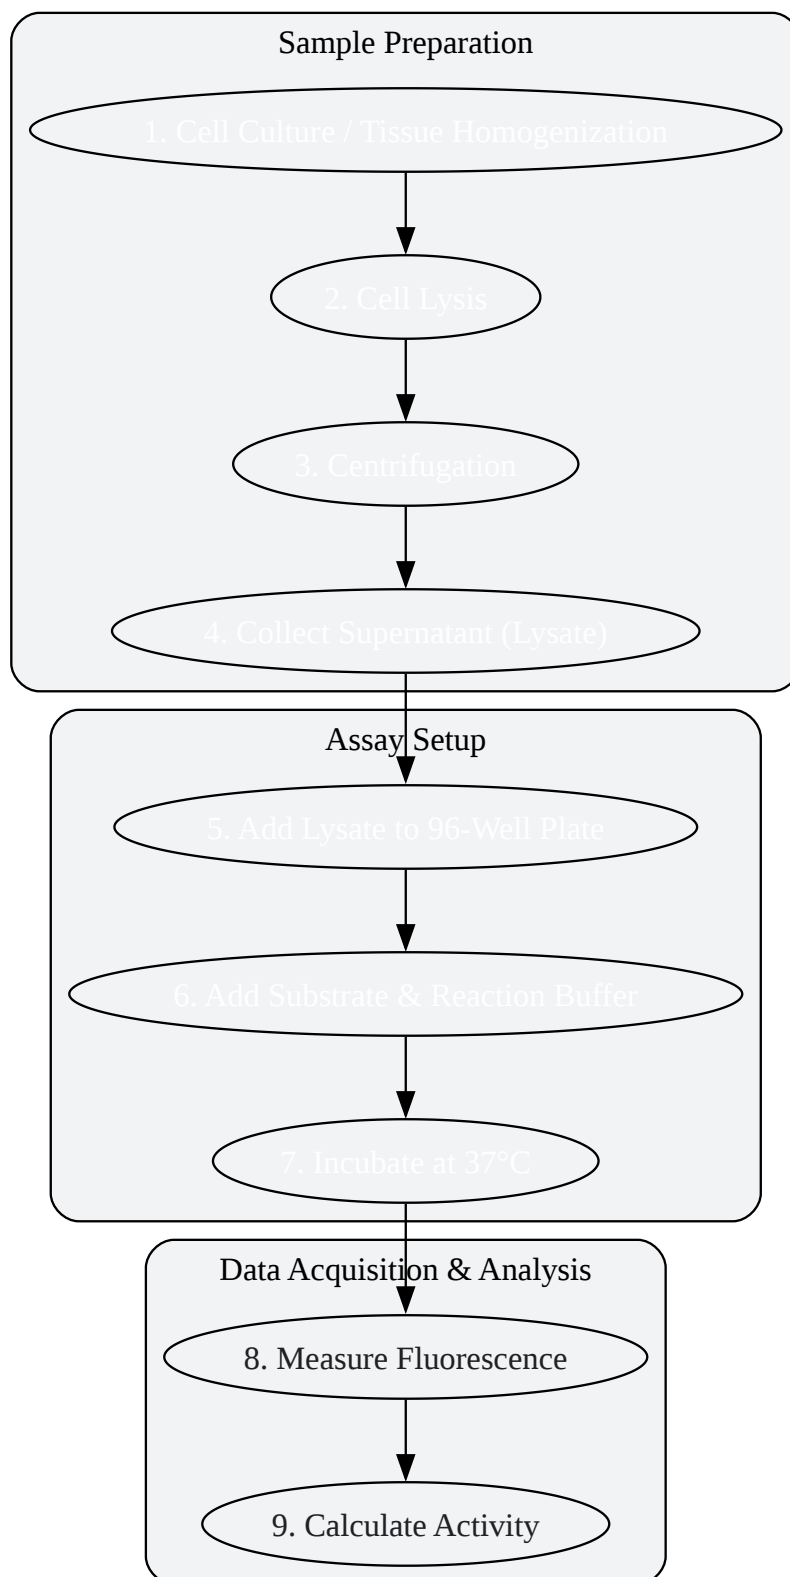 Sample Preparation
1. Cell Culture / Tissue Homogenization
2. Cell Lysis
3. Centrifugation
4. Collect Supernatant (Lysate)
Assay Setup
5. Add Lysate to 96-Well Plate
6. Add Substrate & Reaction Buffer
7. Incubate at 37°C
Data Acquisition & Analysis
8. Measure Fluorescence
9. Calculate Activity